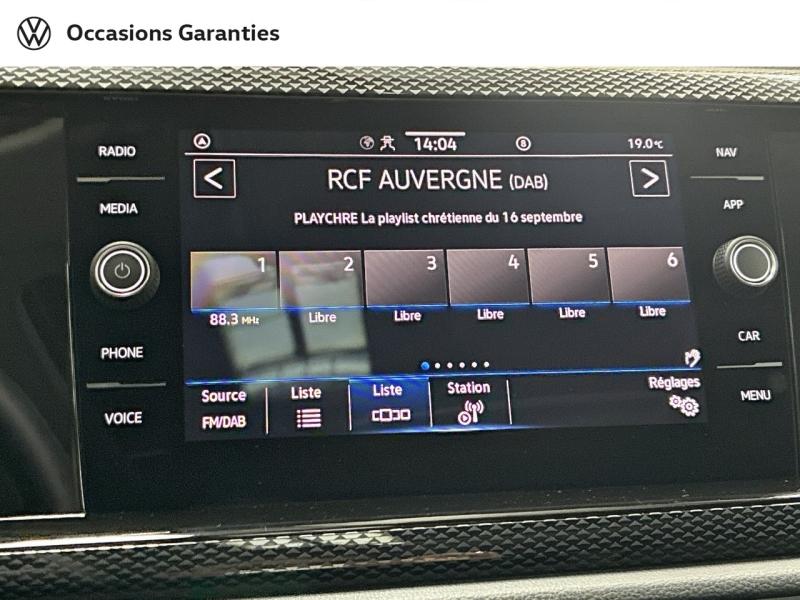 Occasions Garanties
RADIO
MEDIA
PHONE
VOICE
14:04
8
19.0°C
< RCF AUVERGNE (DAB) >
PLAYCHRE La playlist chrétienne du 16 septembre
1 2 3 4 5 6
88.3 MHz Libre Libre Libre Libre Libre
Source Liste Liste Station Réglages
FM/DAB
NAV
APP
CAR
MENU